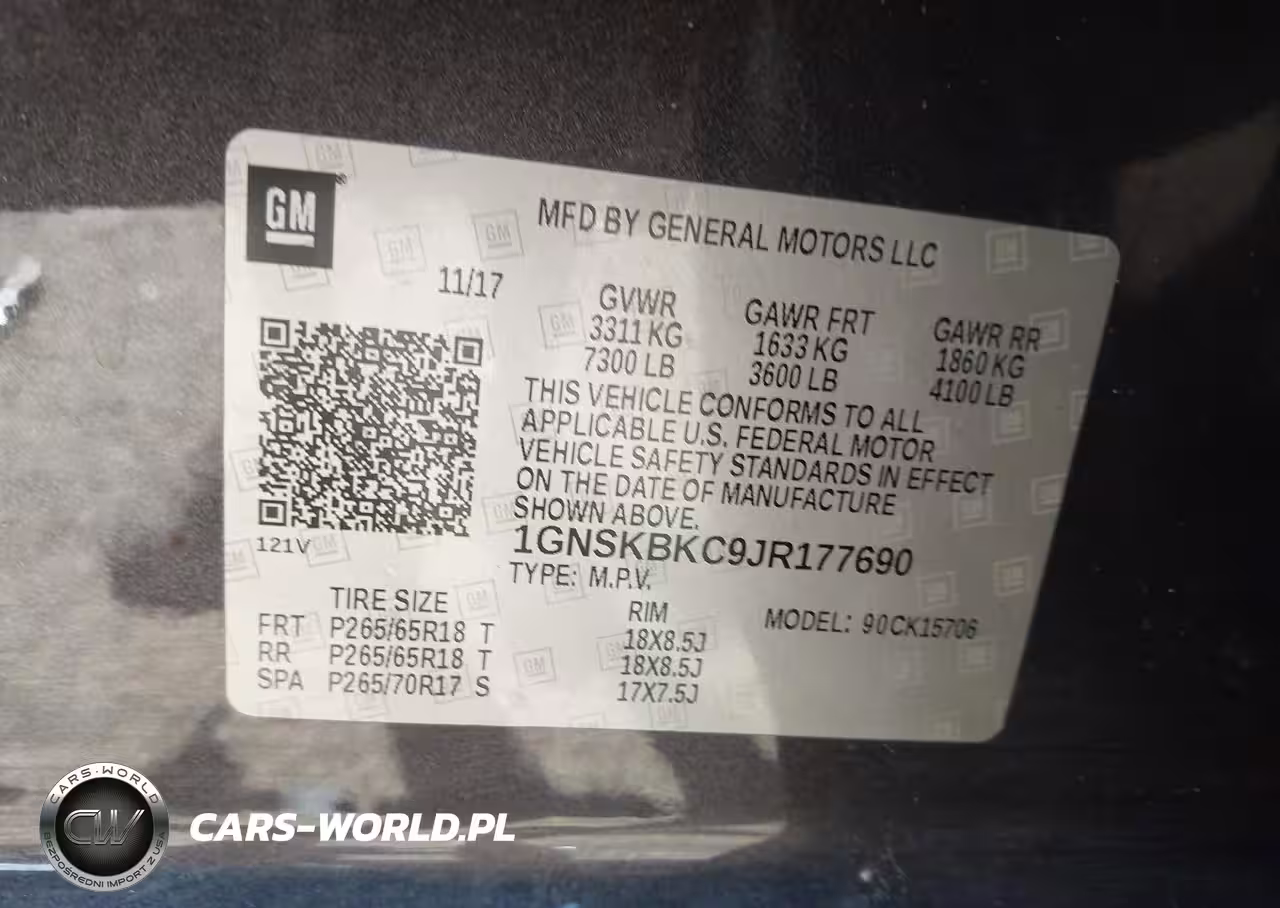 GM
MFD BY GENERAL MOTORS LLC
11/17
GVWR GAWR FRT GAWR RR
3311 KG 1633 KG 1860 KG
7300 LB 3600 LB 4100 LB
THIS VEHICLE CONFORMS TO ALL
APPLICABLE U.S. FEDERAL MOTOR
VEHICLE SAFETY STANDARDS IN EFFECT
ON THE DATE OF MANUFACTURE
SHOWN ABOVE.
121V
1GNSKBKC9JR177690
TYPE: M.P.V.
TIRE SIZE RIM MODEL: 90CK15706
FRT P265/65R18 T 18X8.5J
RR P265/65R18 T 18X8.5J
SPA P265/70R17 S 17X7.5J
CARS-WORLD
CW
BEZPOŚREDNI IMPORT Z USA
CARS-WORLD.PL